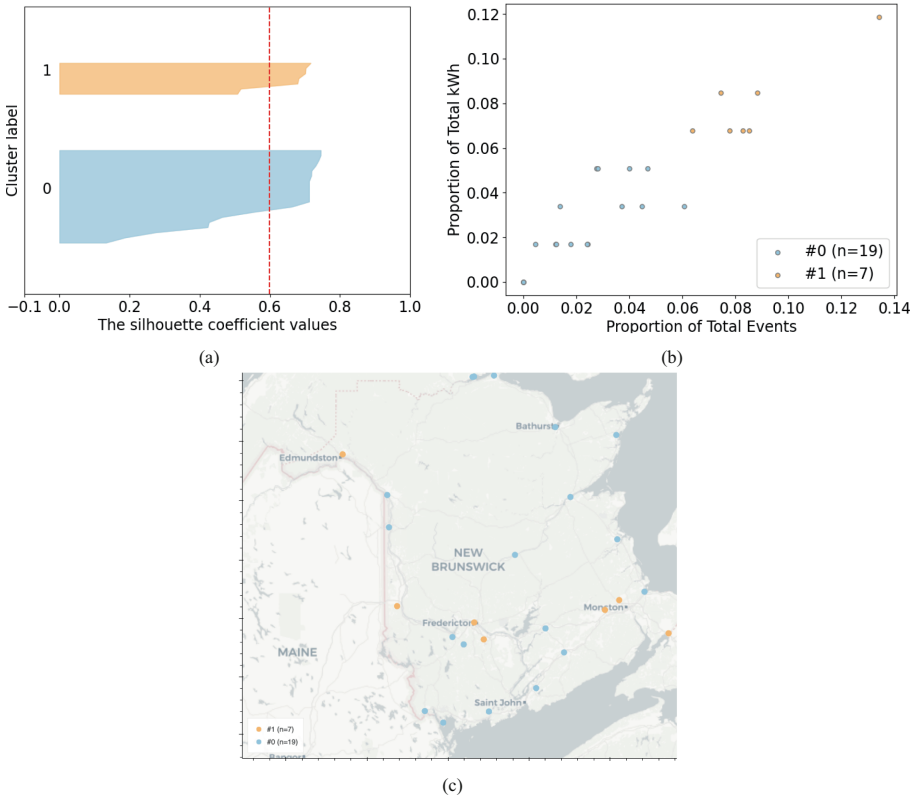 1
0
Cluster label
−0.1 0.0 0.2 0.4 0.6 0.8 1.0
The silhouette coefficient values
(a)
0.12
0.10
0.08
0.06
0.04
0.02
0.00
Proportion of Total kWh
#0 (n=19)
#1 (n=7)
0.00 0.02 0.04 0.06 0.08 0.10 0.12 0.14
Proportion of Total Events
(b)
Bathurst
Edmundston
NEW
BRUNSWICK
Moncton
Fredericton
MAINE
Saint John
#1 (n=7)
#0 (n=19)
Bangor
(c)